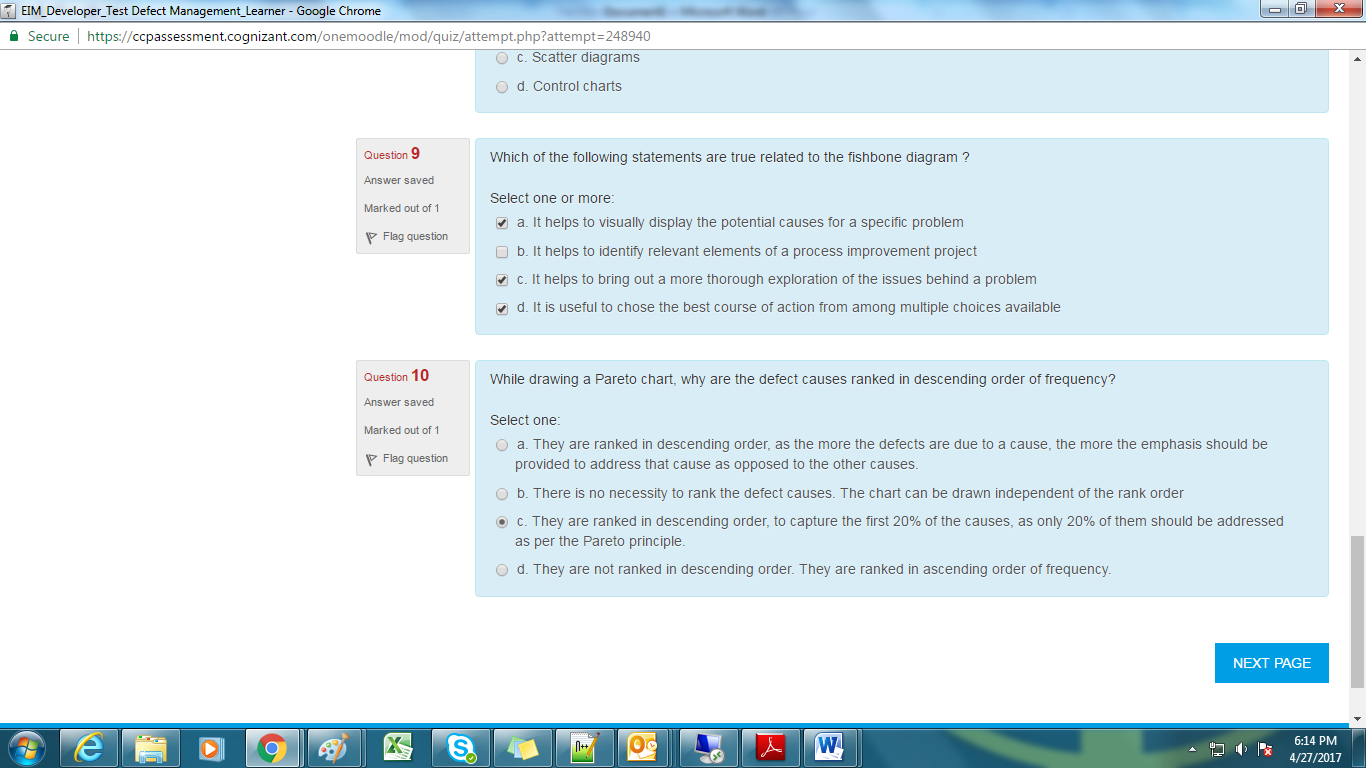 EIM_Developer_Test Defect Management_Learner - Google Chrome
Secure
https://ccpassessment.cognizant.com/onemoodle/mod/quiz/attempt.php?attempt=248940
c. Scatter diagrams
d. Control charts
Question 9
Answer saved
Marked out of 1
Flag question
Which of the following statements are true related to the fishbone diagram ?
Select one or more:
a. It helps to visually display the potential causes for a specific problem
b. It helps to identify relevant elements of a process improvement project
c. It helps to bring out a more thorough exploration of the issues behind a problem
d. It is useful to chose the best course of action from among multiple choices available
Question 10
Answer saved
Marked out of 1
Flag question
While drawing a Pareto chart, why are the defect causes ranked in descending order of frequency?
Select one:
a. They are ranked in descending order, as the more the defects are due to a cause, the more the emphasis should be
provided to address that cause as opposed to the other causes.
b. There is no necessity to rank the defect causes. The chart can be drawn independent of the rank order
c. They are ranked in descending order, to capture the first 20% of the causes, as only 20% of them should be addressed
as per the Pareto principle.
d. They are not ranked in descending order. They are ranked in ascending order of frequency.
NEXT PAGE
6:14 PM
4/27/2017